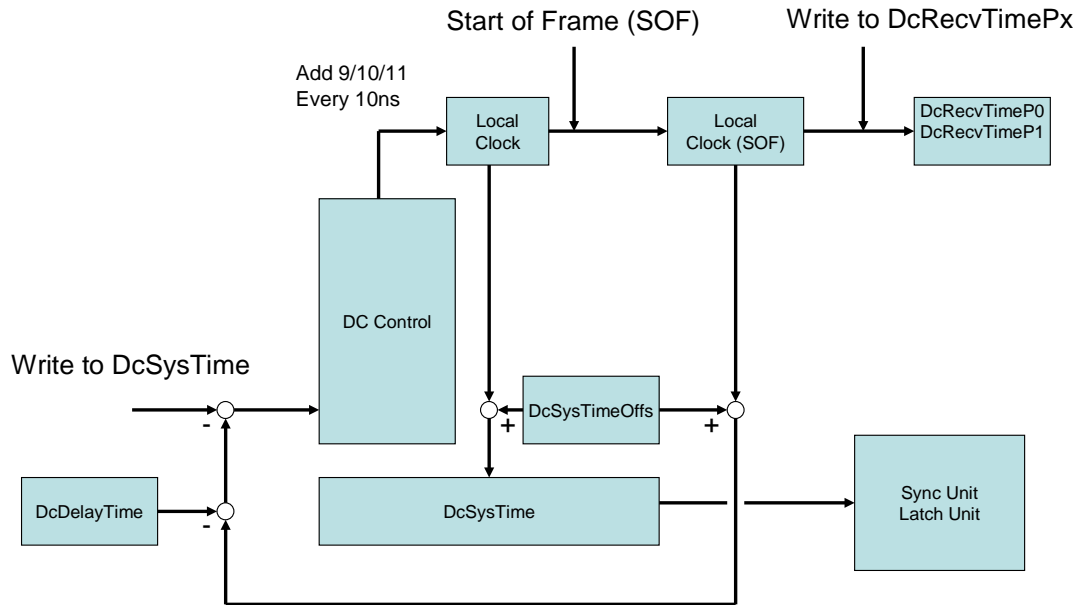 Start of Frame (SOF)
Write to DcRecvTimePx
Add 9/10/11
Every 10ns
Local
Clock
Local
Clock (SOF)
DcRecvTimeP0
DcRecvTimeP1
DC Control
Write to DcSysTime
-
+
DcSysTimeOffs
+
DcDelayTime
-
DcSysTime
Sync Unit
Latch Unit